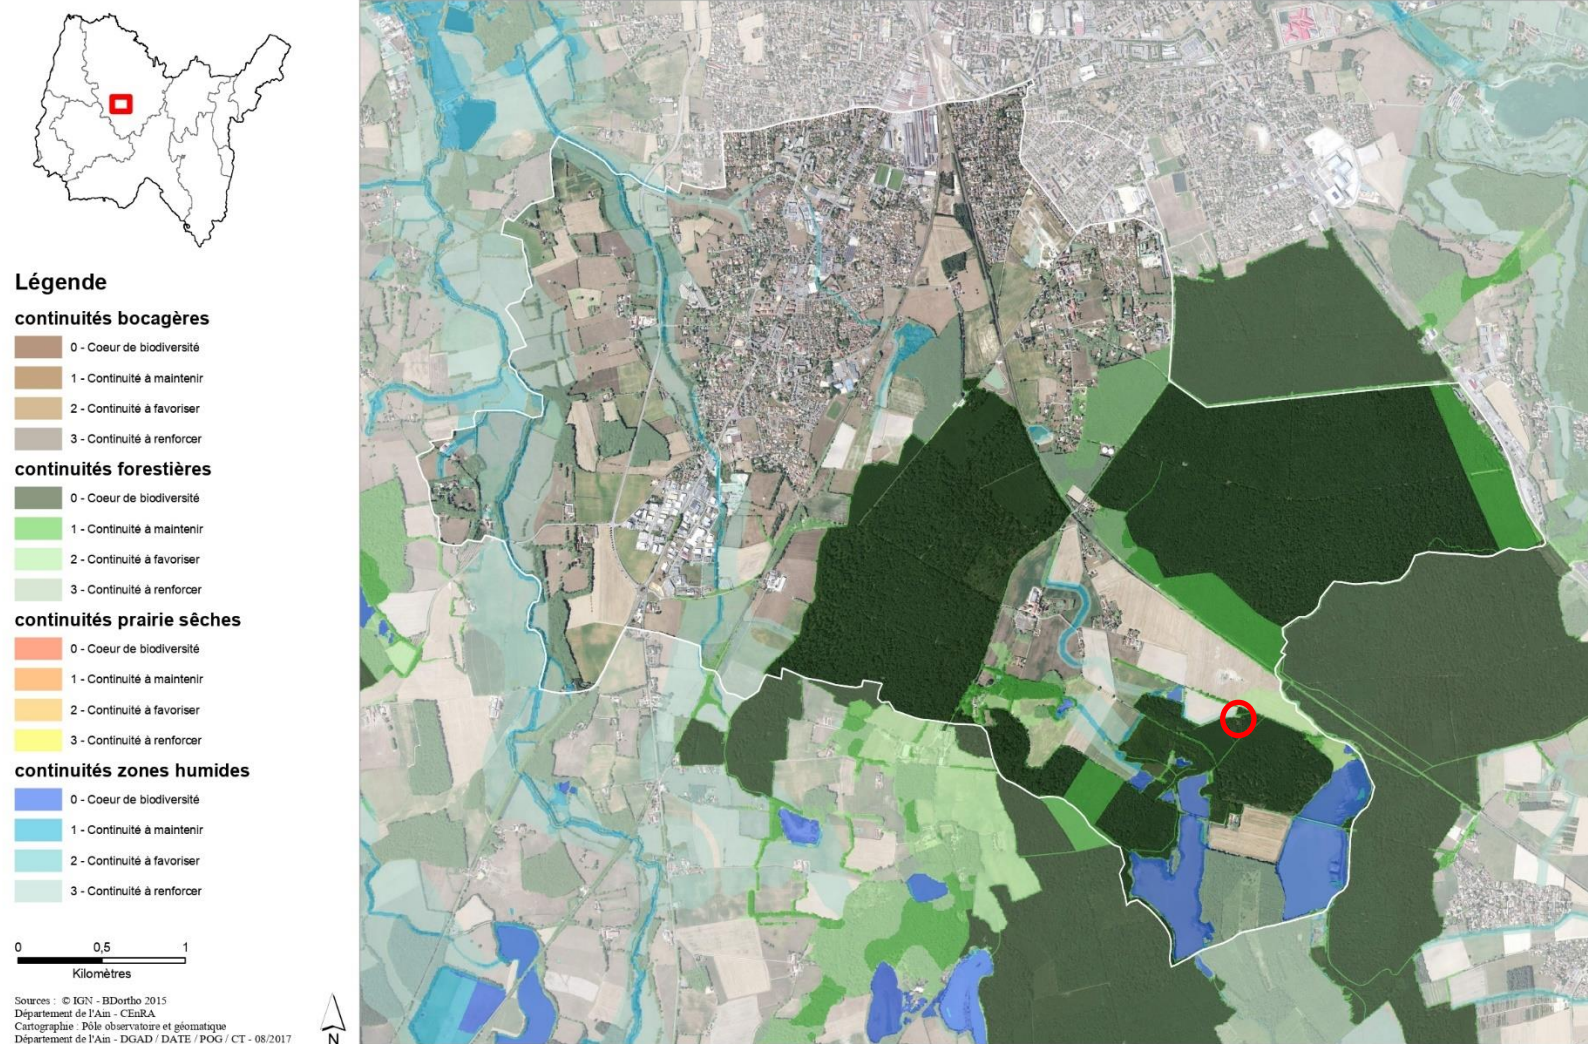 Légende
continuités bocagères
0 - Coeur de biodiversité
1 - Continuité à maintenir
2 - Continuité à favoriser
3 - Continuité à renforcer
continuités forestières
0 - Coeur de biodiversité
1 - Continuité à maintenir
2 - Continuité à favoriser
3 - Continuité à renforcer
continuités prairie sêches
0 - Coeur de biodiversité
1 - Continuité à maintenir
2 - Continuité à favoriser
3 - Continuité à renforcer
continuités zones humides
0 - Coeur de biodiversité
1 - Continuité à maintenir
2 - Continuité à favoriser
3 - Continuité à renforcer
0 0,5 1
Kilomètres
Sources : © IGN - BDortho 2015
Département de l'Ain - CEnRA
Cartographie : Pôle observatoire et géomatique
Département de l'Ain - DGAD / DATE / POG / CT - 08/2017
N